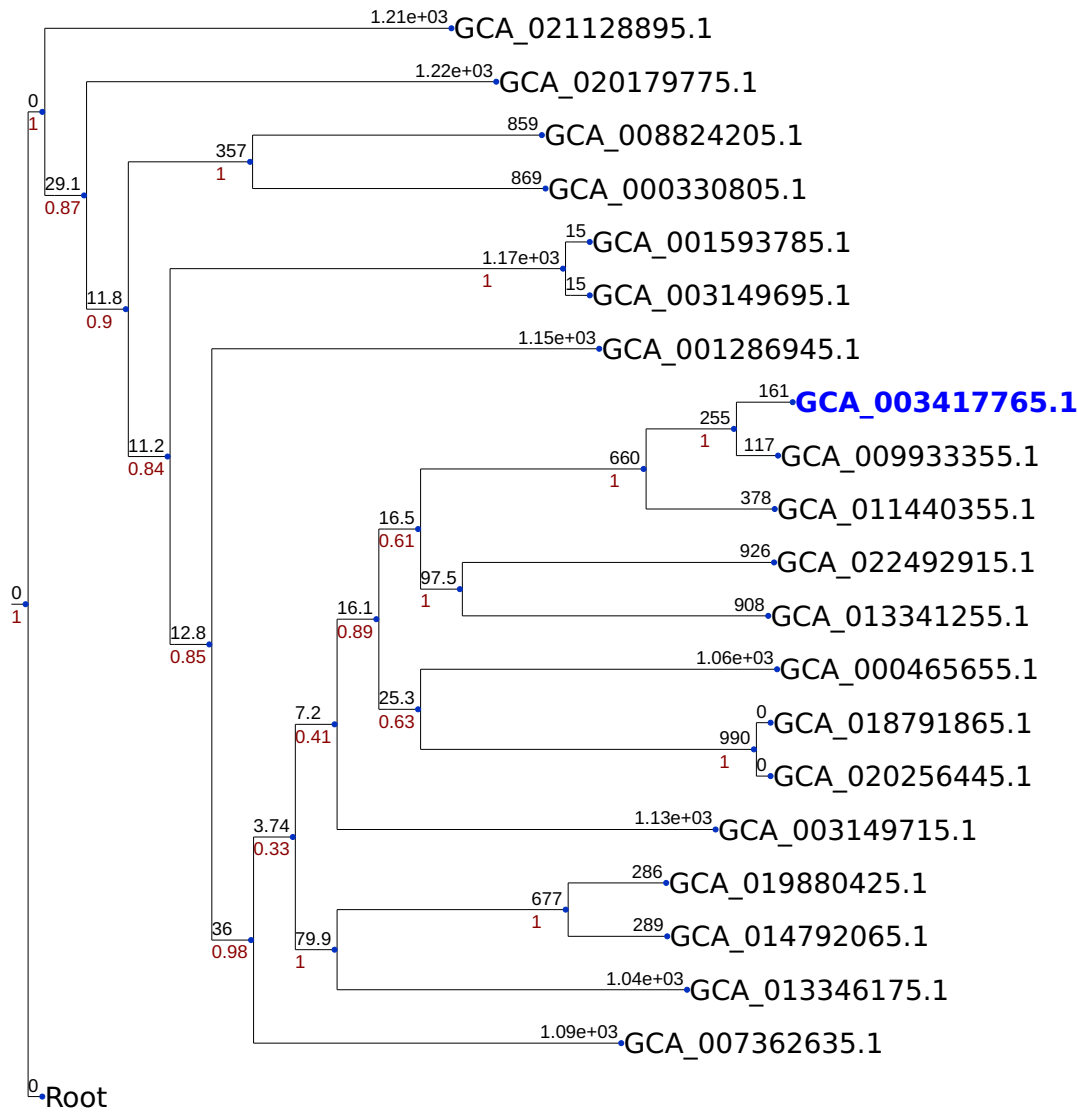 1.21e+03 GCA_021128895.1
1.22e+03 GCA_020179775.1
0
1
859 GCA_008824205.1
357
1
869 GCA_000330805.1
29.1
0.87
15 GCA_001593785.1
1.17e+03
1
15 GCA_003149695.1
11.8
0.9
1.15e+03 GCA_001286945.1
161 GCA_003417765.1
255
1
117 GCA_009933355.1
11.2
0.84
660
1
378 GCA_011440355.1
16.5
0.61
926 GCA_022492915.1
97.5
1
0
1
908 GCA_013341255.1
16.1
0.89
12.8
0.85
1.06e+03 GCA_000465655.1
25.3
0.63
0 GCA_018791865.1
7.2
0.41
990
1
0 GCA_020256445.1
3.74
0.33
1.13e+03 GCA_003149715.1
286 GCA_019880425.1
677
1
289 GCA_014792065.1
36
0.98
79.9
1
1.04e+03 GCA_013346175.1
1.09e+03 GCA_007362635.1
0 Root